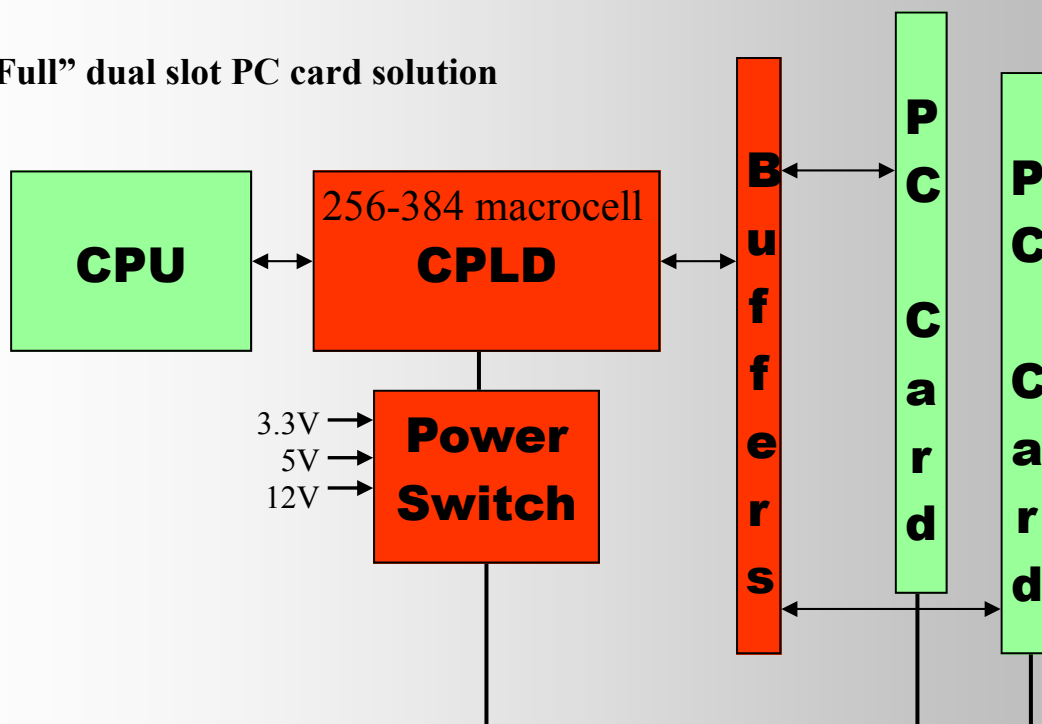 Full” dual slot PC card solution
256-384 macrocell
CPU
CPLD
Buffers
PC Card
PC Card
3.3V
5V
12V
Power
Switch